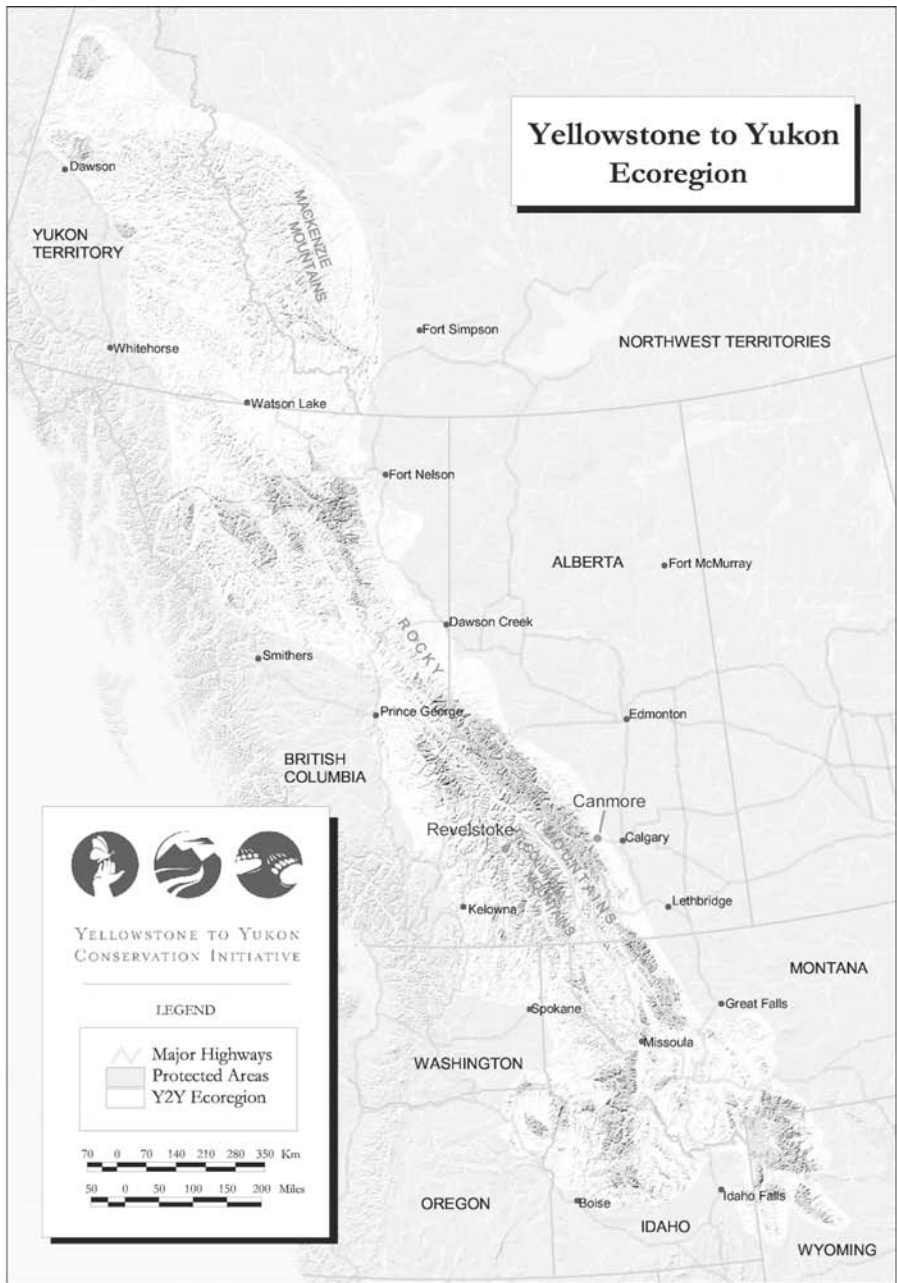 Yellowstone to Yukon
Ecoregion
Dawson
MACKENZIE
MOUNTAINS
YUKON
TERRITORY
Fort Simpson
NORTHWEST TERRITORIES
Whitehorse
Watson Lake
Fort Nelson
ALBERTA
Fort McMurray
Dawson Creek
ROCKY
Smithers
Prince George
Edmonton
BRITISH
COLUMBIA
Canmore
Revelstoke
Calgary
MOUNTAINS
COLUMBIA
MOUNTAINS
Kelowna
Lethbridge
MONTANA
Great Falls
Spokane
Missoula
WASHINGTON
OREGON
Boise
Idaho Falls
IDAHO
WYOMING
YELLOWSTONE TO YUKON
CONSERVATION INITIATIVE
LEGEND
Major Highways
Protected Areas
Y2Y Ecoregion
70 0 70 140 210 280 350 Km
50 0 50 100 150 200 Miles